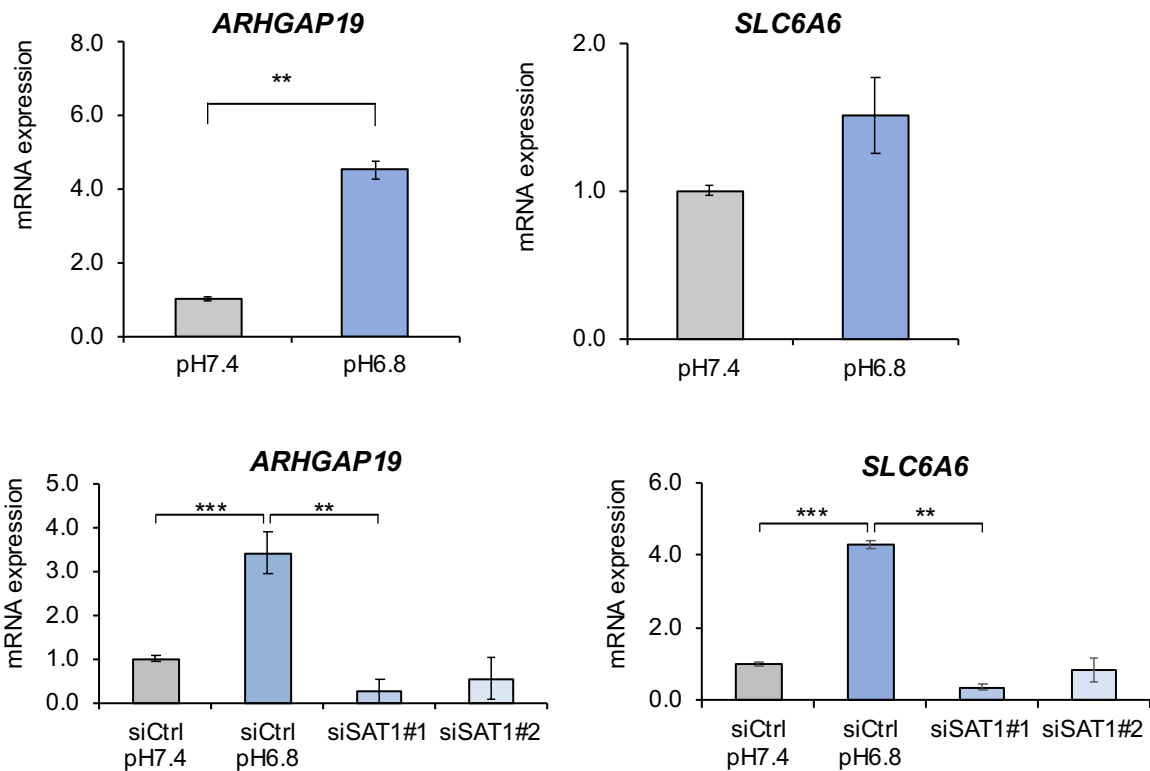 ARHGAP19
mRNA expression
8.0
6.0
4.0
2.0
0.0
**
pH7.4
pH6.8
SLC6A6
mRNA expression
2.0
1.0
0.0
pH7.4
pH6.8
ARHGAP19
mRNA expression
5.0
4.0
3.0
2.0
1.0
0.0
***
**
siCtrl
pH7.4
siCtrl
pH6.8
siSAT1#1
siSAT1#2
SLC6A6
mRNA expression
6.0
4.0
2.0
0.0
***
**
siCtrl
pH7.4
siCtrl
pH6.8
siSAT1#1
siSAT1#2